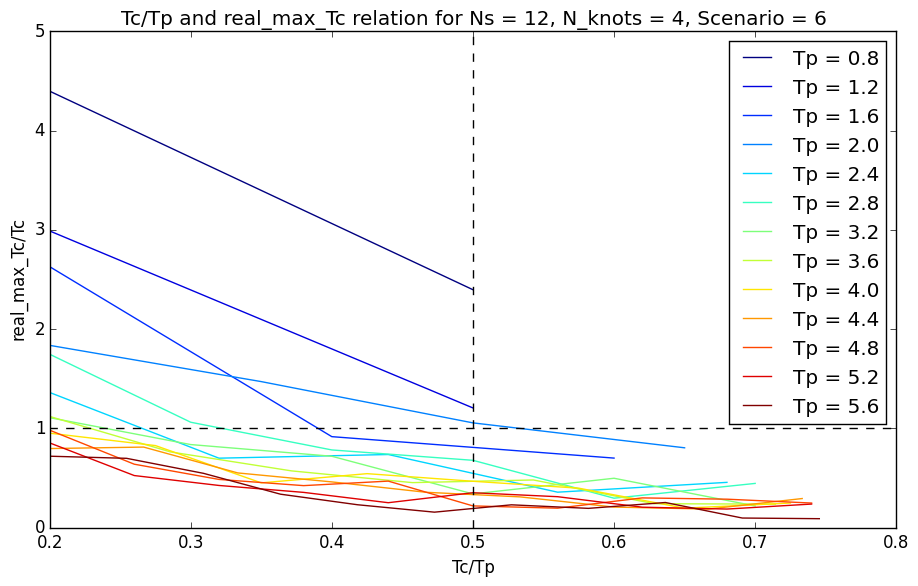 Tc/Tp and real_max_Tc relation for Ns = 12, N_knots = 4, Scenario = 6
5
4
3
2
1
0
real_max_Tc/Tc
Tp = 0.8
Tp = 1.2
Tp = 1.6
Tp = 2.0
Tp = 2.4
Tp = 2.8
Tp = 3.2
Tp = 3.6
Tp = 4.0
Tp = 4.4
Tp = 4.8
Tp = 5.2
Tp = 5.6
0.2 0.3 0.4 0.5 0.6 0.7 0.8
Tc/Tp